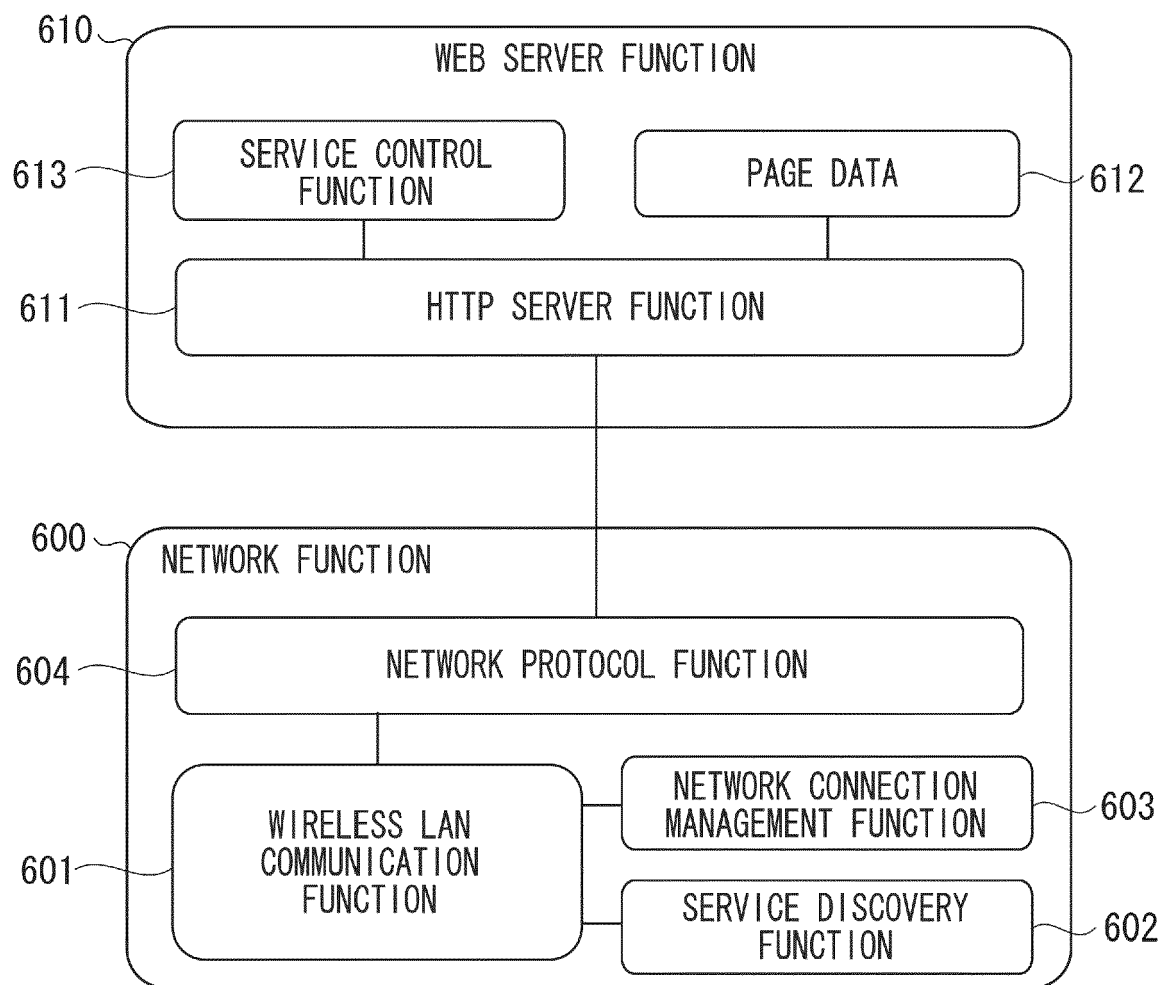 610
WEB SERVER FUNCTION
613
SERVICE CONTROL
FUNCTION
PAGE DATA
612
611
HTTP SERVER FUNCTION
600
NETWORK FUNCTION
604
NETWORK PROTOCOL FUNCTION
601
WIRELESS LAN
COMMUNICATION
FUNCTION
NETWORK CONNECTION
MANAGEMENT FUNCTION
603
SERVICE DISCOVERY
FUNCTION
602